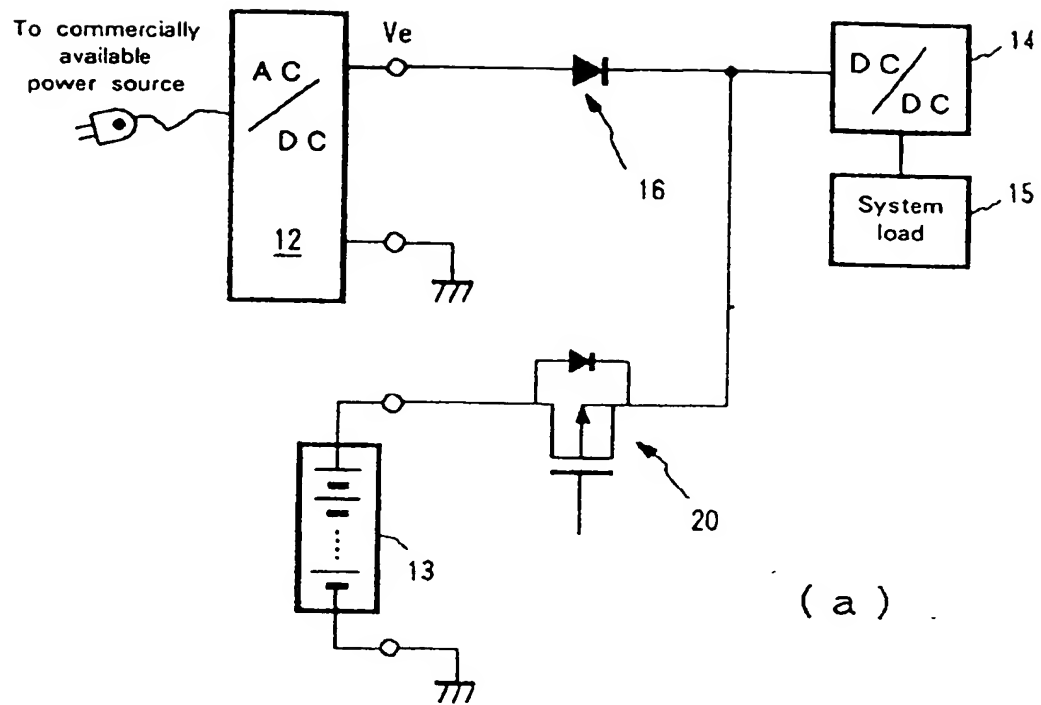 To commercially
available
power source
AC
DC
12
Ve
16
DC
DC
14
System
load
15
20
13
(a)